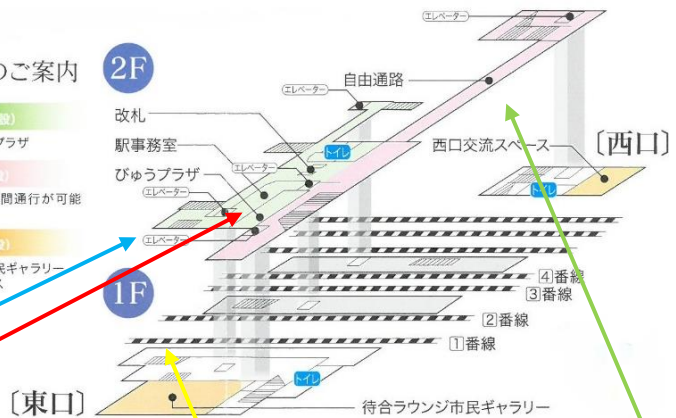 のご案内
2F
設)
プラザ
設)
間通行が可能
設)
民ギャラリー
ス
エレベーター
自由通路
エレベーター
改札
駅事務室
トイレ
エレベーター
びゅうプラザ
エレベーター
エレベーター
西口交流スペース
〔西口〕
トイレ
1F
4番線
3番線
2番線
1番線
トイレ
〔東口〕
待合ラウンジ市民ギャラリー